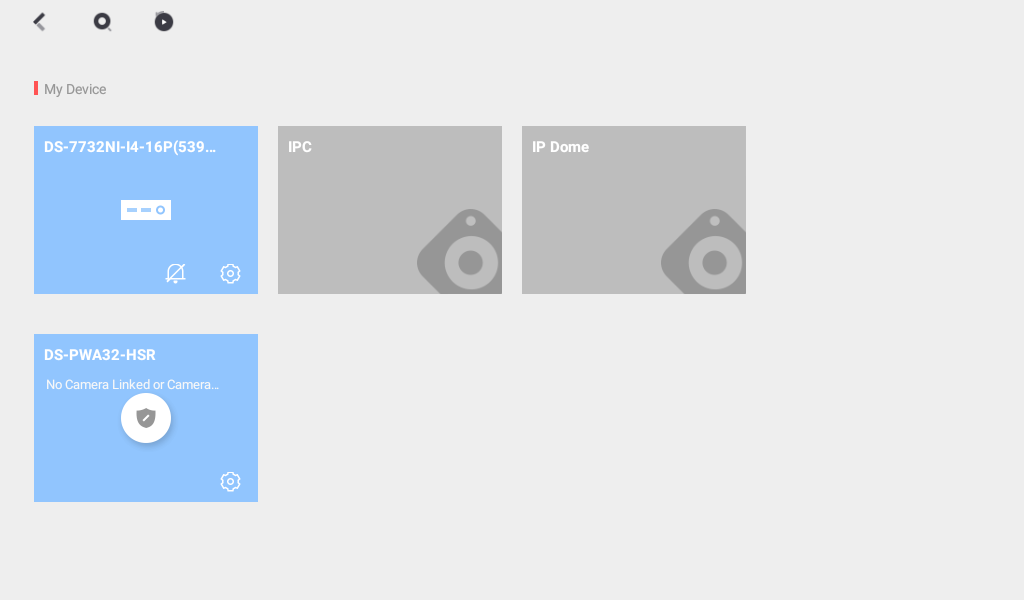 My Device
DS-7732NI-I4-16P(539...
IPC
IP Dome
DS-PWA32-HSR
No Camera Linked or Camera...